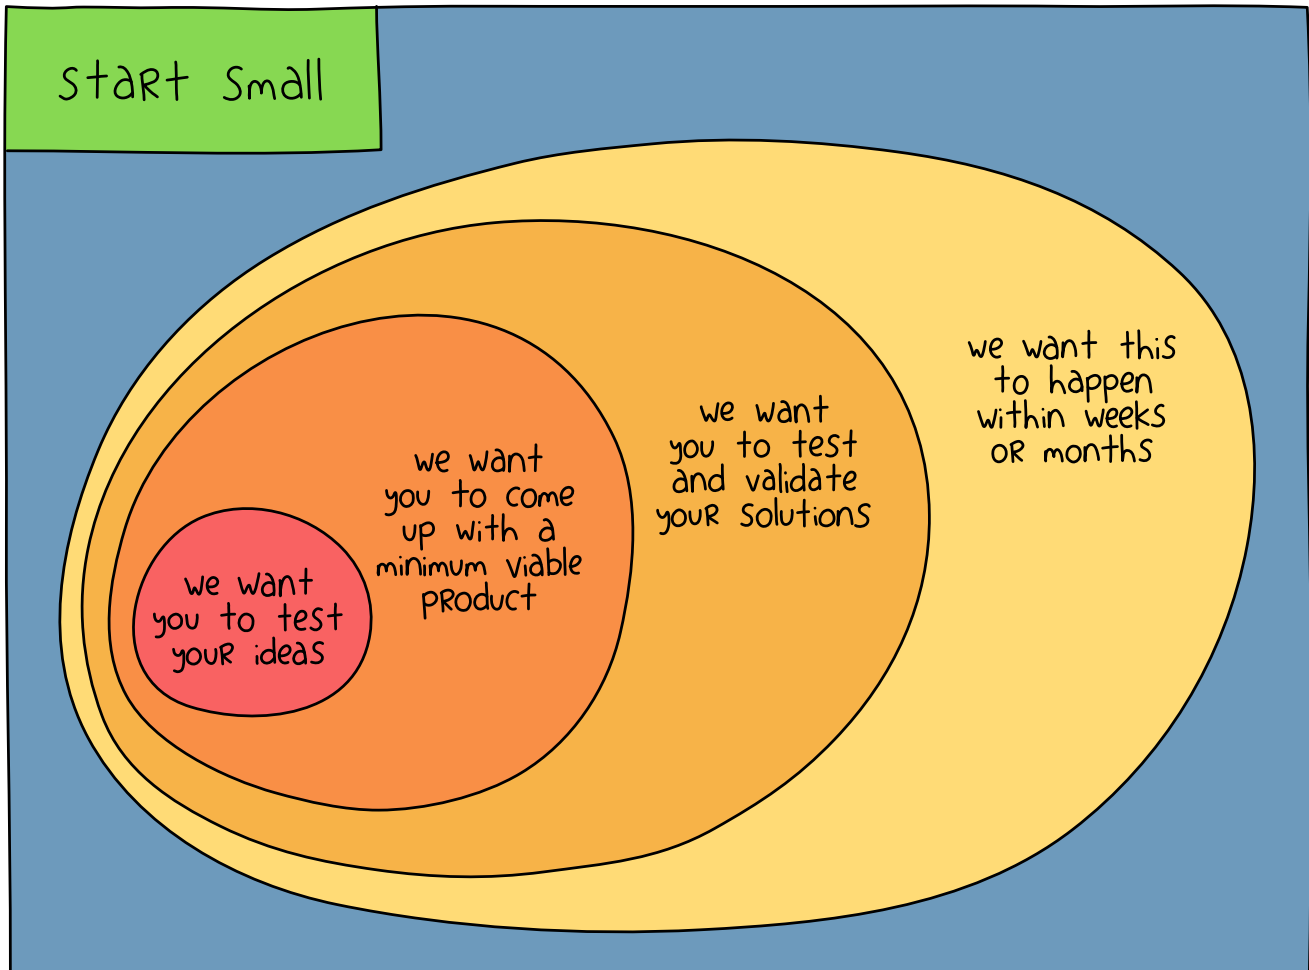 start small
we want this
to happen
within weeks
or months
we want
you to test
and validate
your solutions
we want
you to come
up with a
minimum viable
product
we want
you to test
your ideas